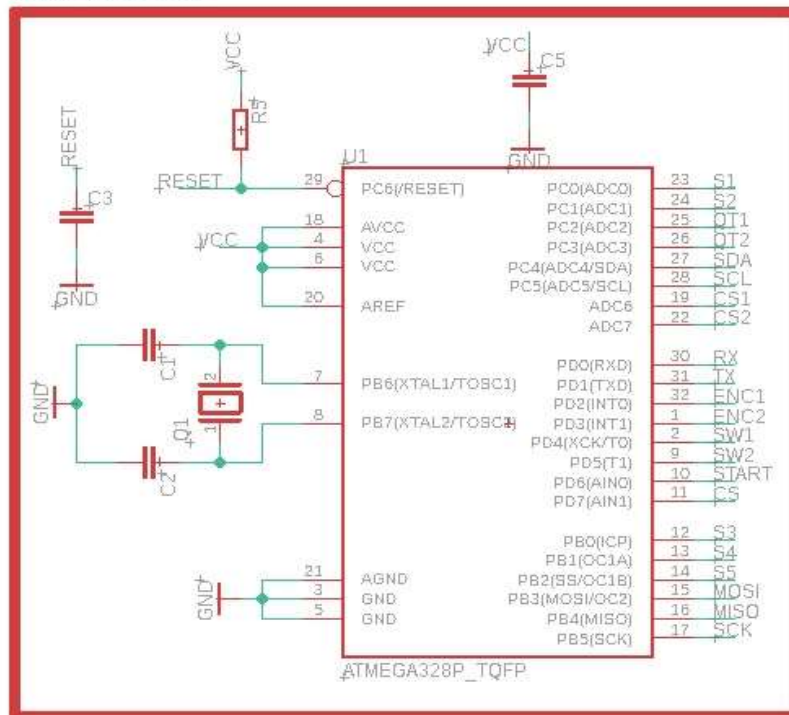 VCC
VCC
C5
GND
RESET
C3
GND
R5
RESET
VCC
GND
C1
2
Q1
1
C2
GND
U1
29 PC6(/RESET)
18 AVCC
4 VCC
6 VCC
20 AREF
7 PB6(XTAL1/TOSC1)
8 PB7(XTAL2/TOSC2)
21 AGND
3 GND
5 GND
PC0(ADC0) 23 S1
PC1(ADC1) 24 S2
PC2(ADC2) 25 OT1
PC3(ADC3) 26 OT2
PC4(ADC4/SDA) 27 SDA
PC5(ADC5/SCL) 28 SCL
ADC6 19 CS1
ADC7 22 CS2
PD0(RXD) 30 RX
PD1(TXD) 31 TX
PD2(INT0) 32 ENC1
PD3(INT1) 1 ENC2
PD4(XCK/T0) 2 SW1
PD5(T1) 9 SW2
PD6(AIN0) 10 START
PD7(AIN1) 11 CS
PB0(ICP) 12 S3
PB1(OC1A) 13 S4
PB2(SS/OC1B) 14 S5
PB3(MOSI/OC2) 15 MOSI
PB4(MISO) 16 MISO
PB5(SCK) 17 SCK
ATMEGA328P_TQFP